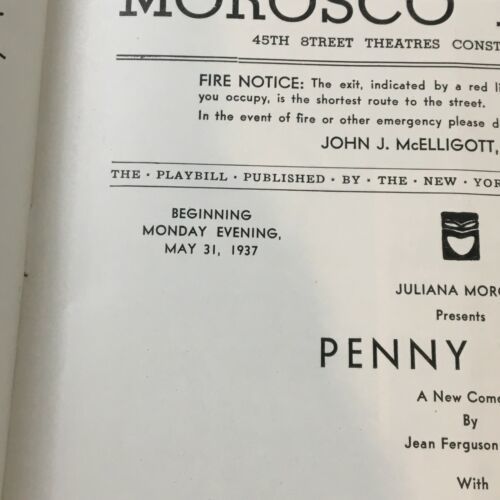 MOROSCO
45TH STREET THEATRES CONST
FIRE NOTICE: The exit, indicated by a red li
you occupy, is the shortest route to the street.
In the event of fire or other emergency please d
JOHN J. McELLIGOTT,
THE · PLAYBILL · PUBLISHED · BY · THE · NEW · YOR
BEGINNING
MONDAY EVENING,
MAY 31, 1937
JULIANA MOR
Presents
PENNY
A New Come
By
Jean Ferguson
With